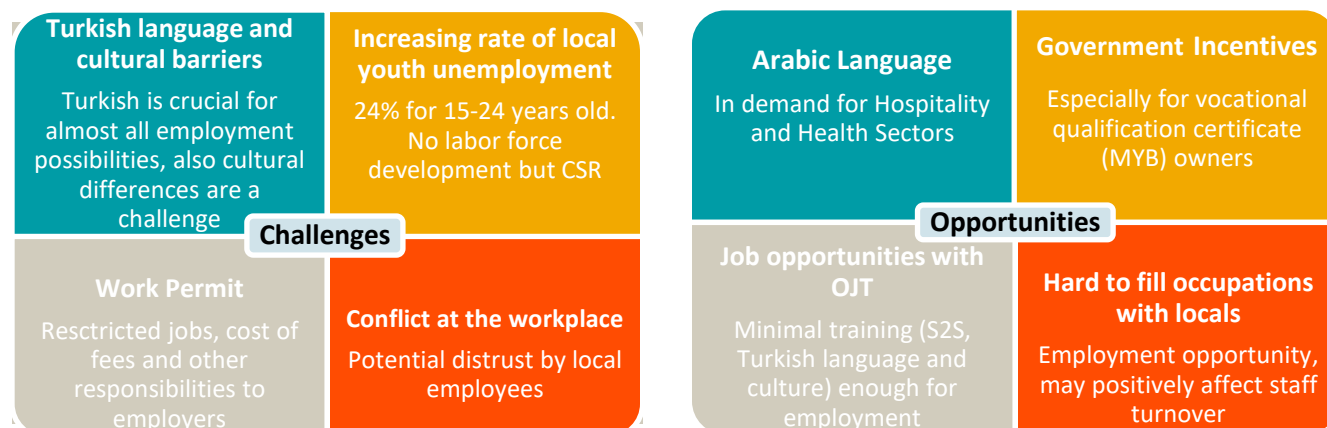 Turkish language and
cultural barriers
Turkish is crucial for
almost all employment
possibilities, also cultural
differences are a
challenge
Increasing rate of local
youth unemployment
24% for 15-24 years old.
No labor force
development but CSR
Challenges
Work Permit
Resctricted jobs, cost of
fees and other
responsibilities to
employers
Conflict at the workplace
Potential distrust by local
employees
Arabic Language
In demand for Hospitality
and Health Sectors
Government Incentives
Especially for vocational
qualification certificate
(MYB) owners
Opportunities
Job opportunities with
OJT
Minimal training (S2S,
Turkish language and
culture) enough for
employment
Hard to fill occupations
with locals
Employment opportunity,
may positively affect staff
turnover